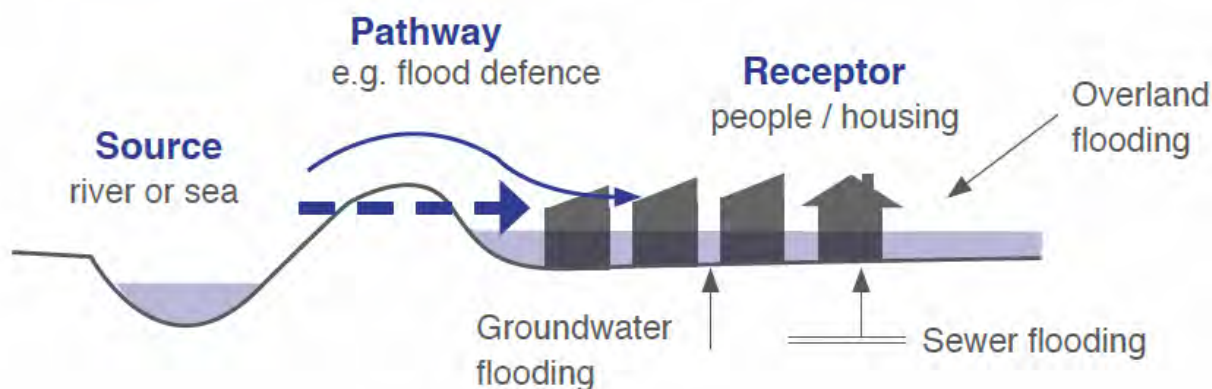 Pathway
e.g. flood defence
Receptor
people / housing
Overland
flooding
Source
river or sea
Groundwater
flooding
Sewer flooding